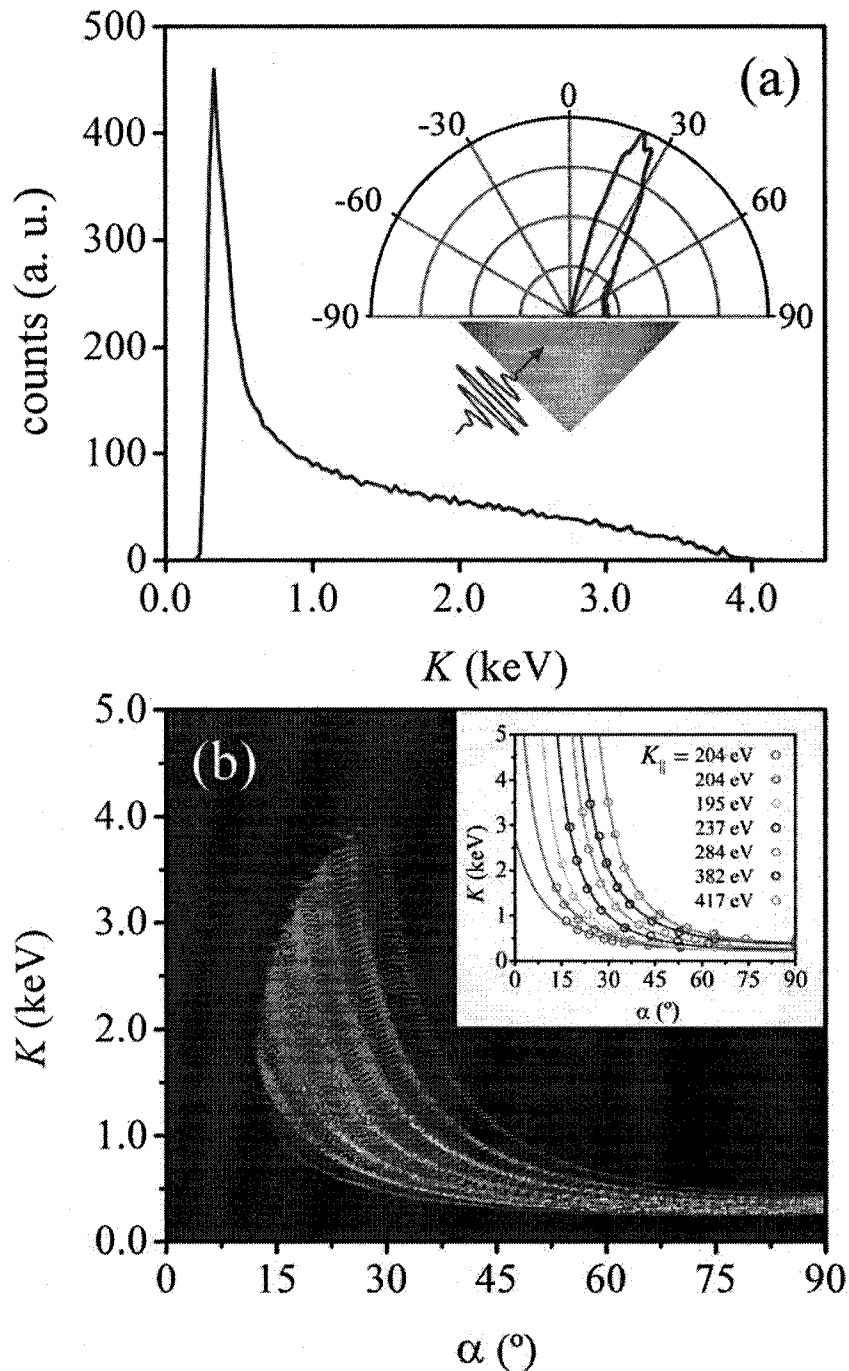 500
400
300
200
100
0
counts (a. u.)
(a)
0
-30
30
-60
60
-90
90
0.0
1.0
2.0
3.0
4.0
K (keV)
5.0
4.0
3.0
2.0
1.0
0.0
K (keV)
(b)
5
4
3
2
1
0
K (keV)
K∥ = 204 eV
204 eV
195 eV
237 eV
284 eV
382 eV
417 eV
0
15
30
45
60
75
90
α (º)
0
15
30
45
60
75
90
α (º)